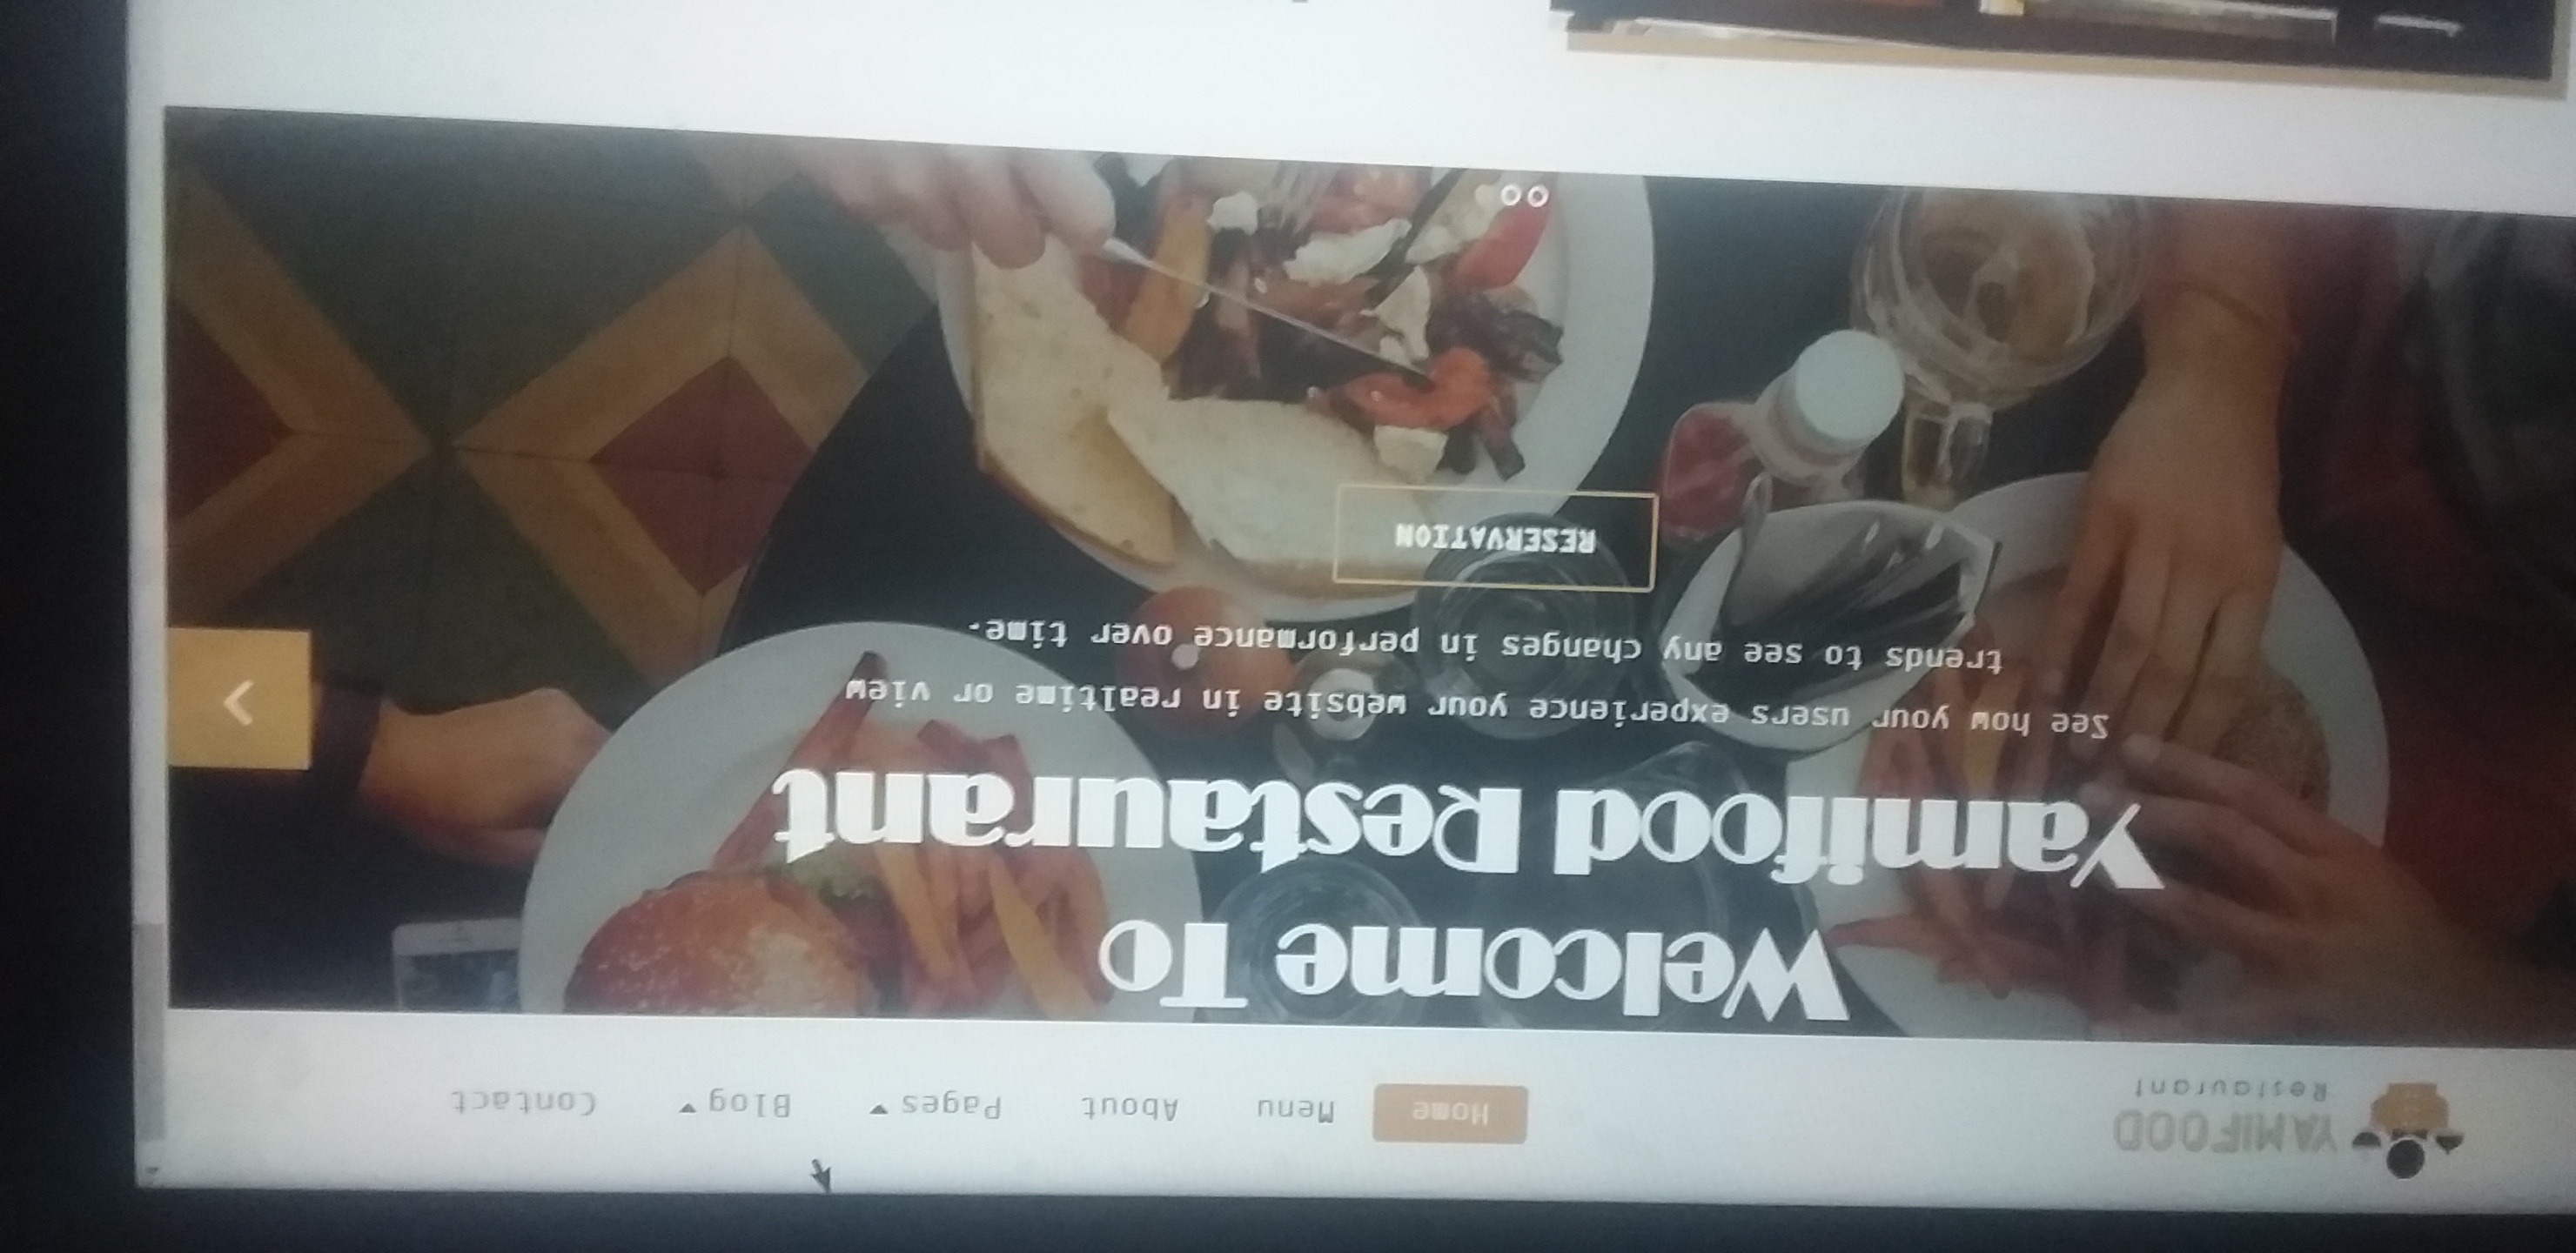 YAMIFOOD
Restaurant
Home Menu About Pages Blog Contact
Welcome To
Yamifood Restaurant
See how your users experience your website in realtime or view
trends to see any changes in performance over time.
RESERVATION